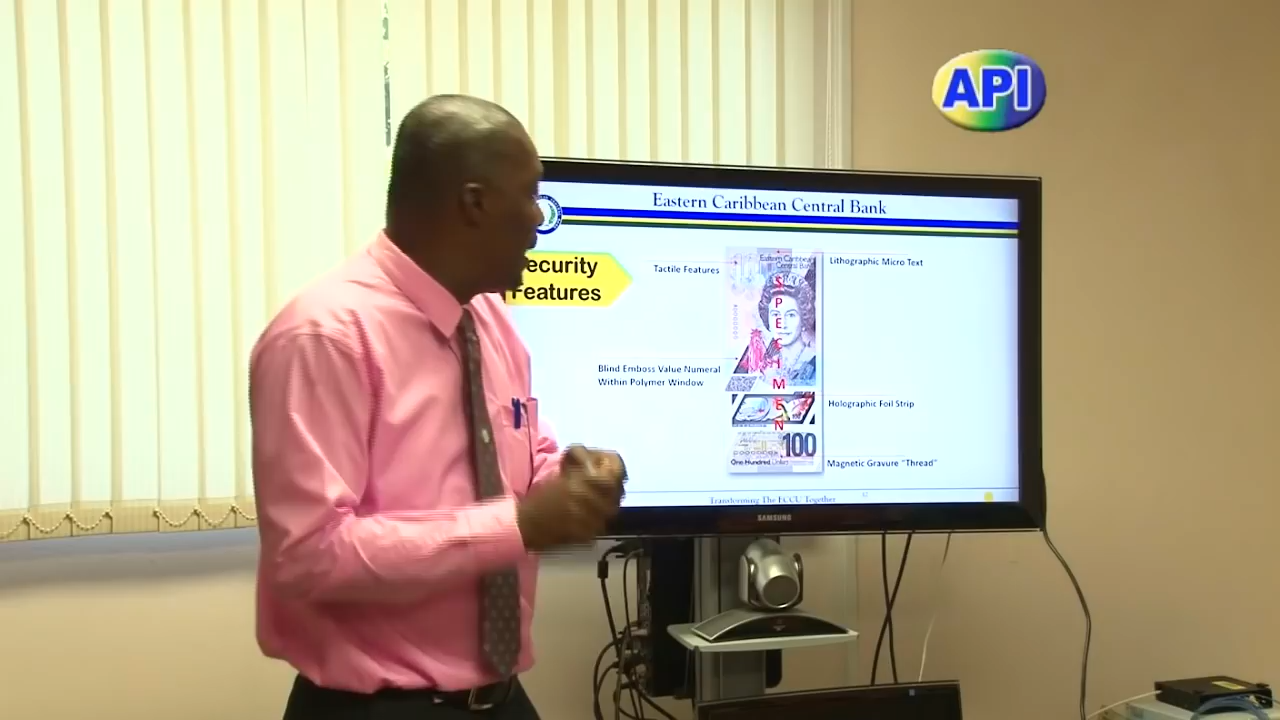 API
Eastern Caribbean Central Bank
ecurity
Features
Tactile Features
Lithographic Micro Text
Eastern Caribbean
Central Bank
SPECIMEN
Blind Emboss Value Numeral
Within Polymer Window
Holographic Foil Strip
100
One Hundred Dollars
Magnetic Gravure "Thread"
Transforming The ECCU Together
SAMSUNG